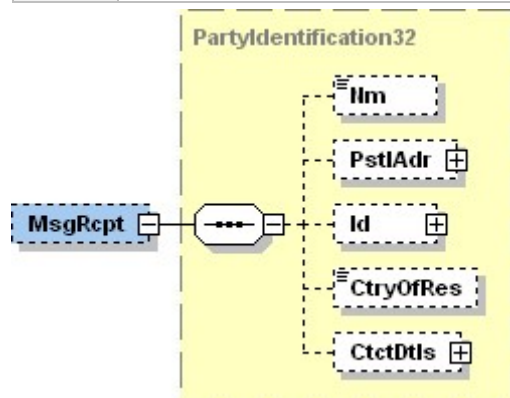 PartyIdentification32
Nm
PstlAdr
MsgRcpt
Id
CtryOfRes
CtctDtls